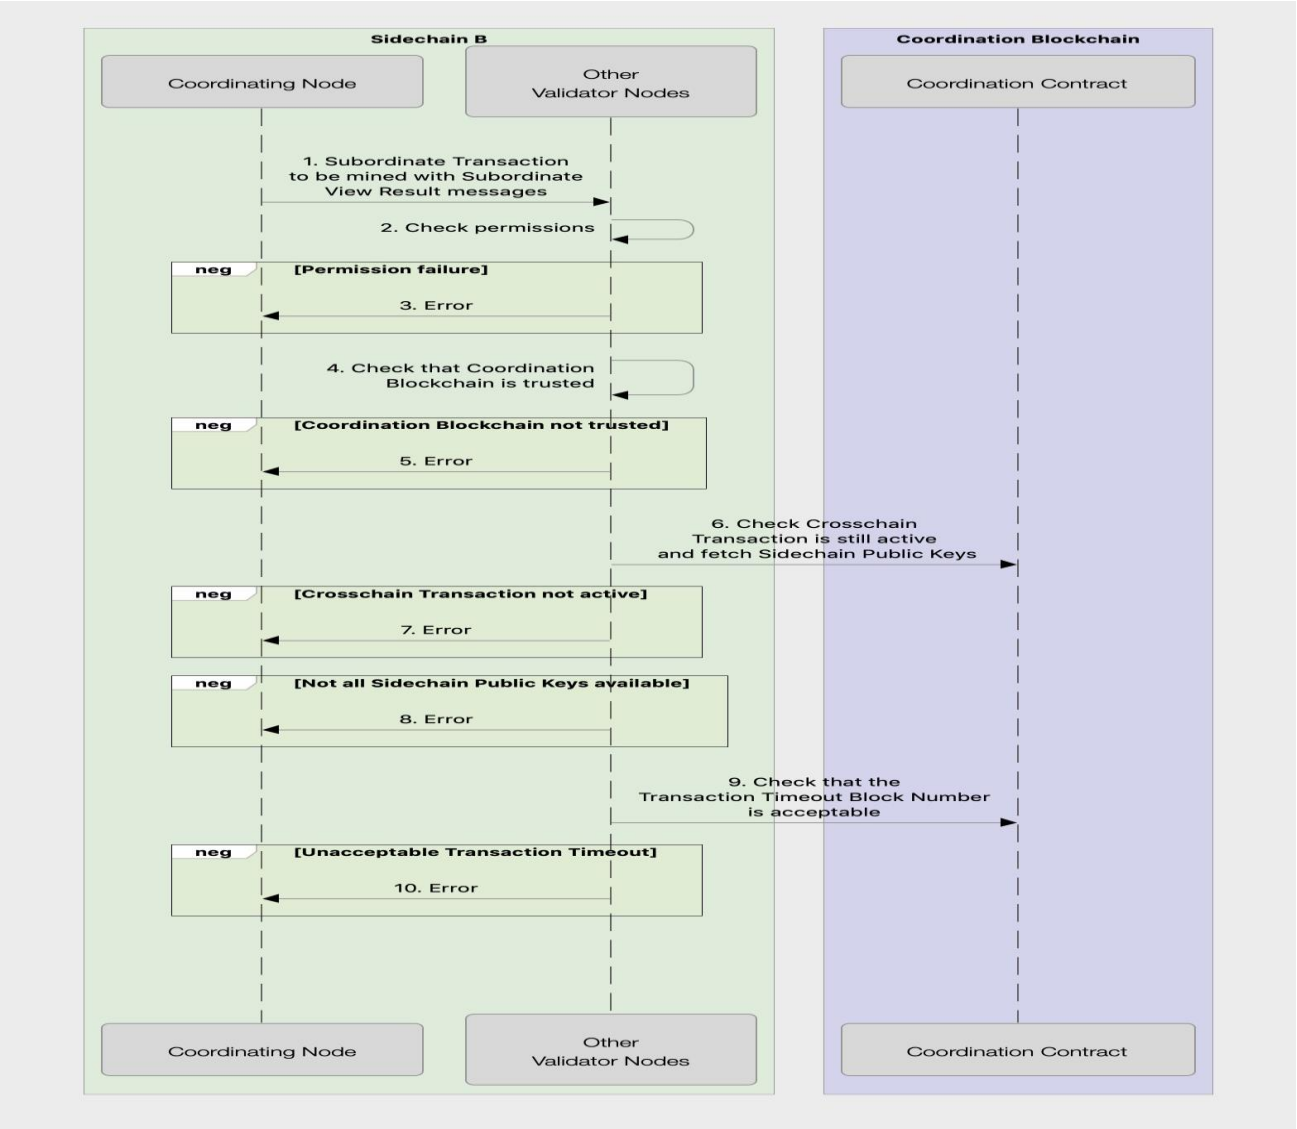 Sidechain B
Coordination Blockchain
Coordinating Node
Other
Validator Nodes
Coordination Contract
1. Subordinate Transaction
to be mined with Subordinate
View Result messages
2. Check permissions
neg
[Permission failure]
3. Error
4. Check that Coordination
Blockchain is trusted
neg
[Coordination Blockchain not trusted]
5. Error
6. Check Crosschain
Transaction is still active
and fetch Sidechain Public Keys
neg
[Crosschain Transaction not active]
7. Error
neg
[Not all Sidechain Public Keys available]
8. Error
9. Check that the
Transaction Timeout Block Number
is acceptable
neg
[Unacceptable Transaction Timeout]
10. Error
Coordinating Node
Other
Validator Nodes
Coordination Contract